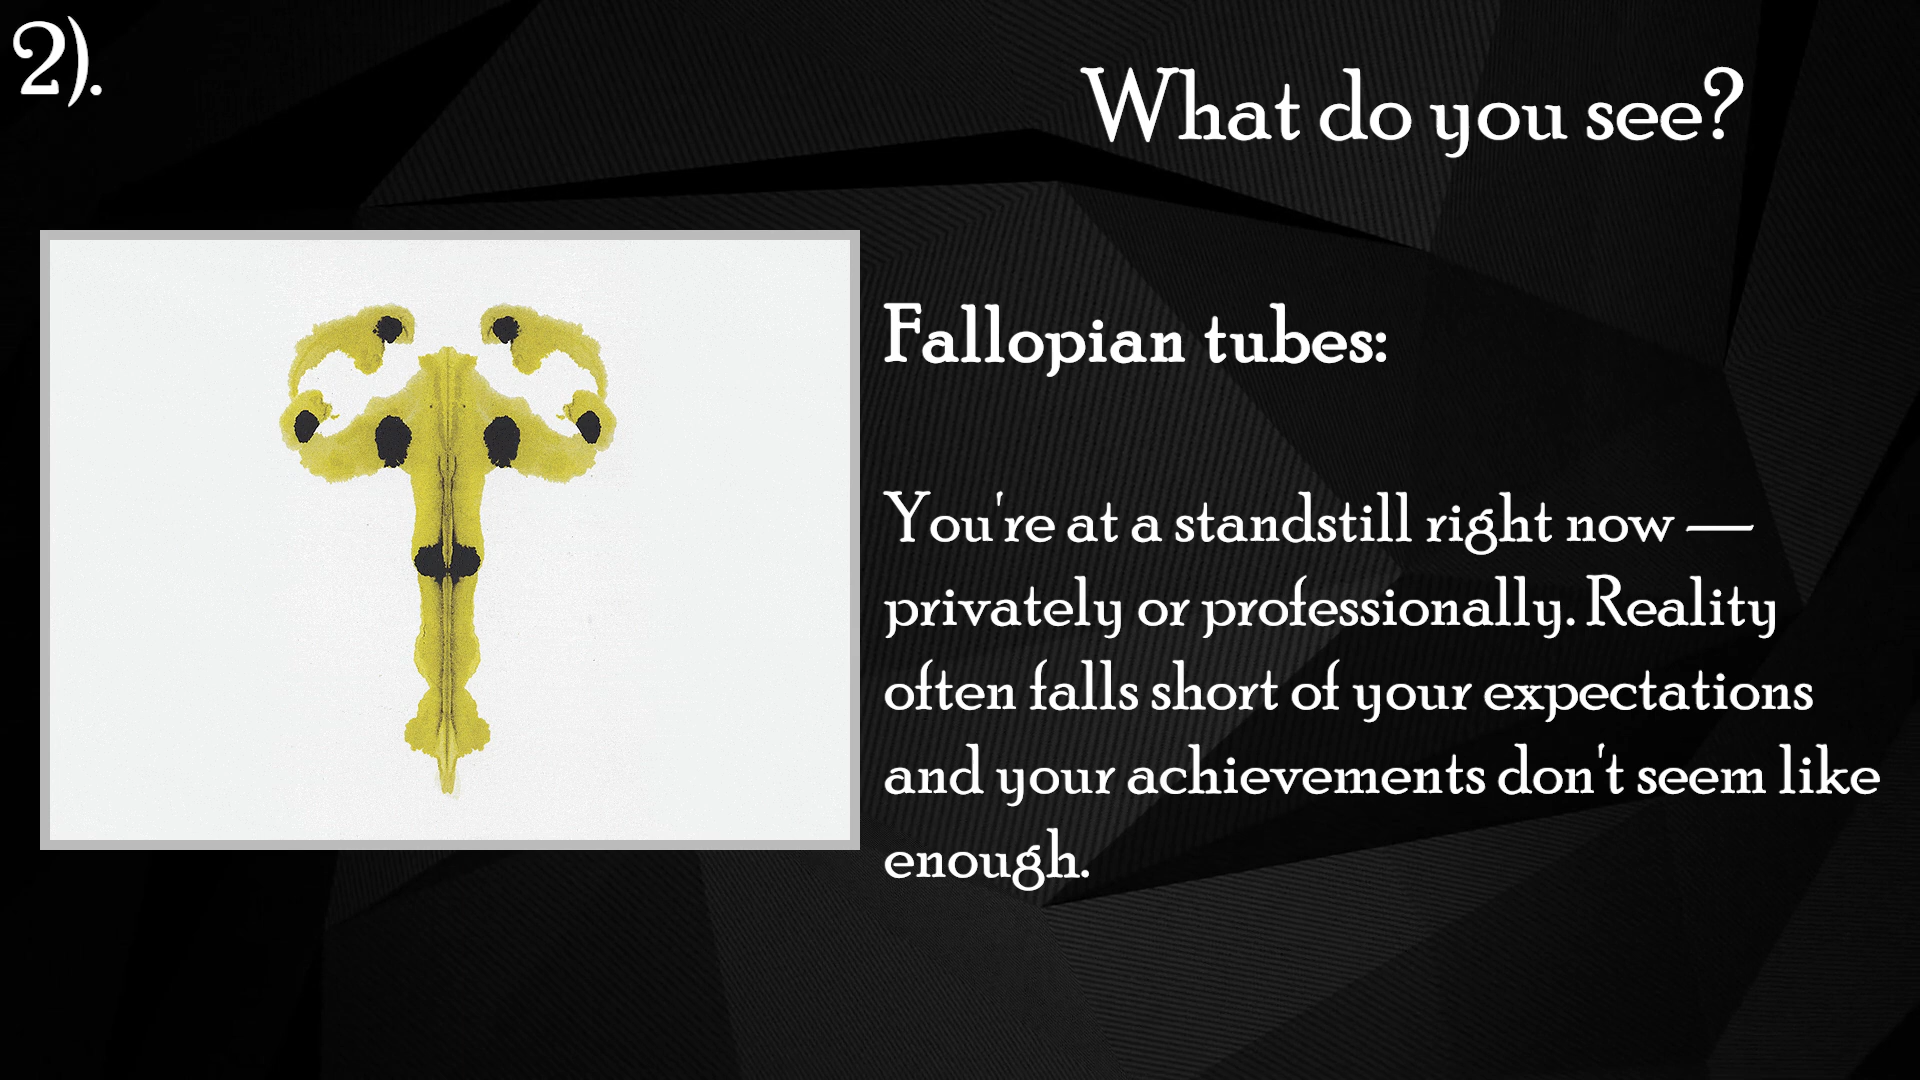 2).
What do you see?
Fallopian tubes:
You're at a standstill right now —
privately or professionally. Reality
often falls short of your expectations
and your achievements don't seem like
enough.